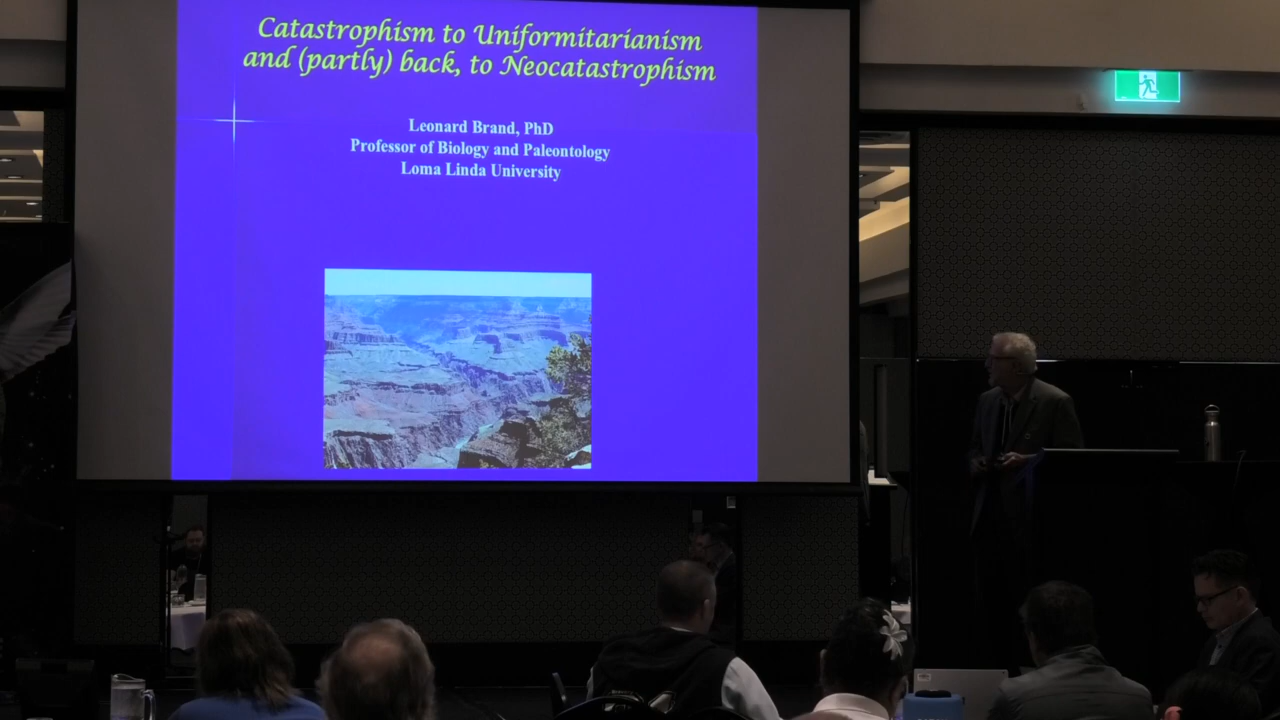 Catastrophism to Uniformitarianism
and (partly) back, to Neocatastrophism
Leonard Brand, PhD
Professor of Biology and Paleontology
Loma Linda University